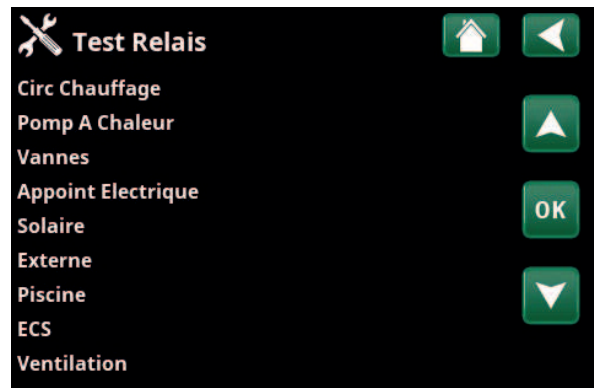 Test Relais
Circ Chauffage
Pomp A Chaleur
Vannes
Appoint Electrique
OK
Solaire
Externe
Piscine
ECS
Ventilation